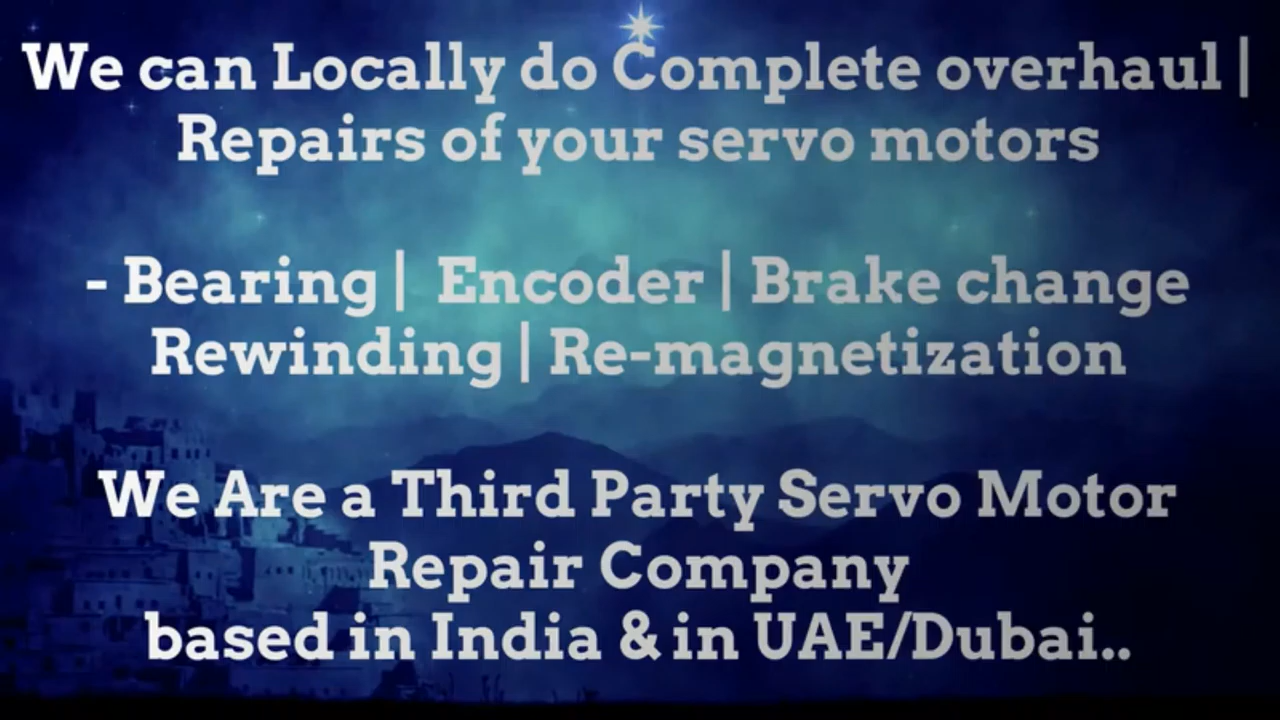 We can Locally do Complete overhaul |
Repairs of your servo motors
- Bearing | Encoder | Brake change
Rewinding | Re-magnetization
We Are a Third Party Servo Motor
Repair Company
based in India & in UAE/Dubai..